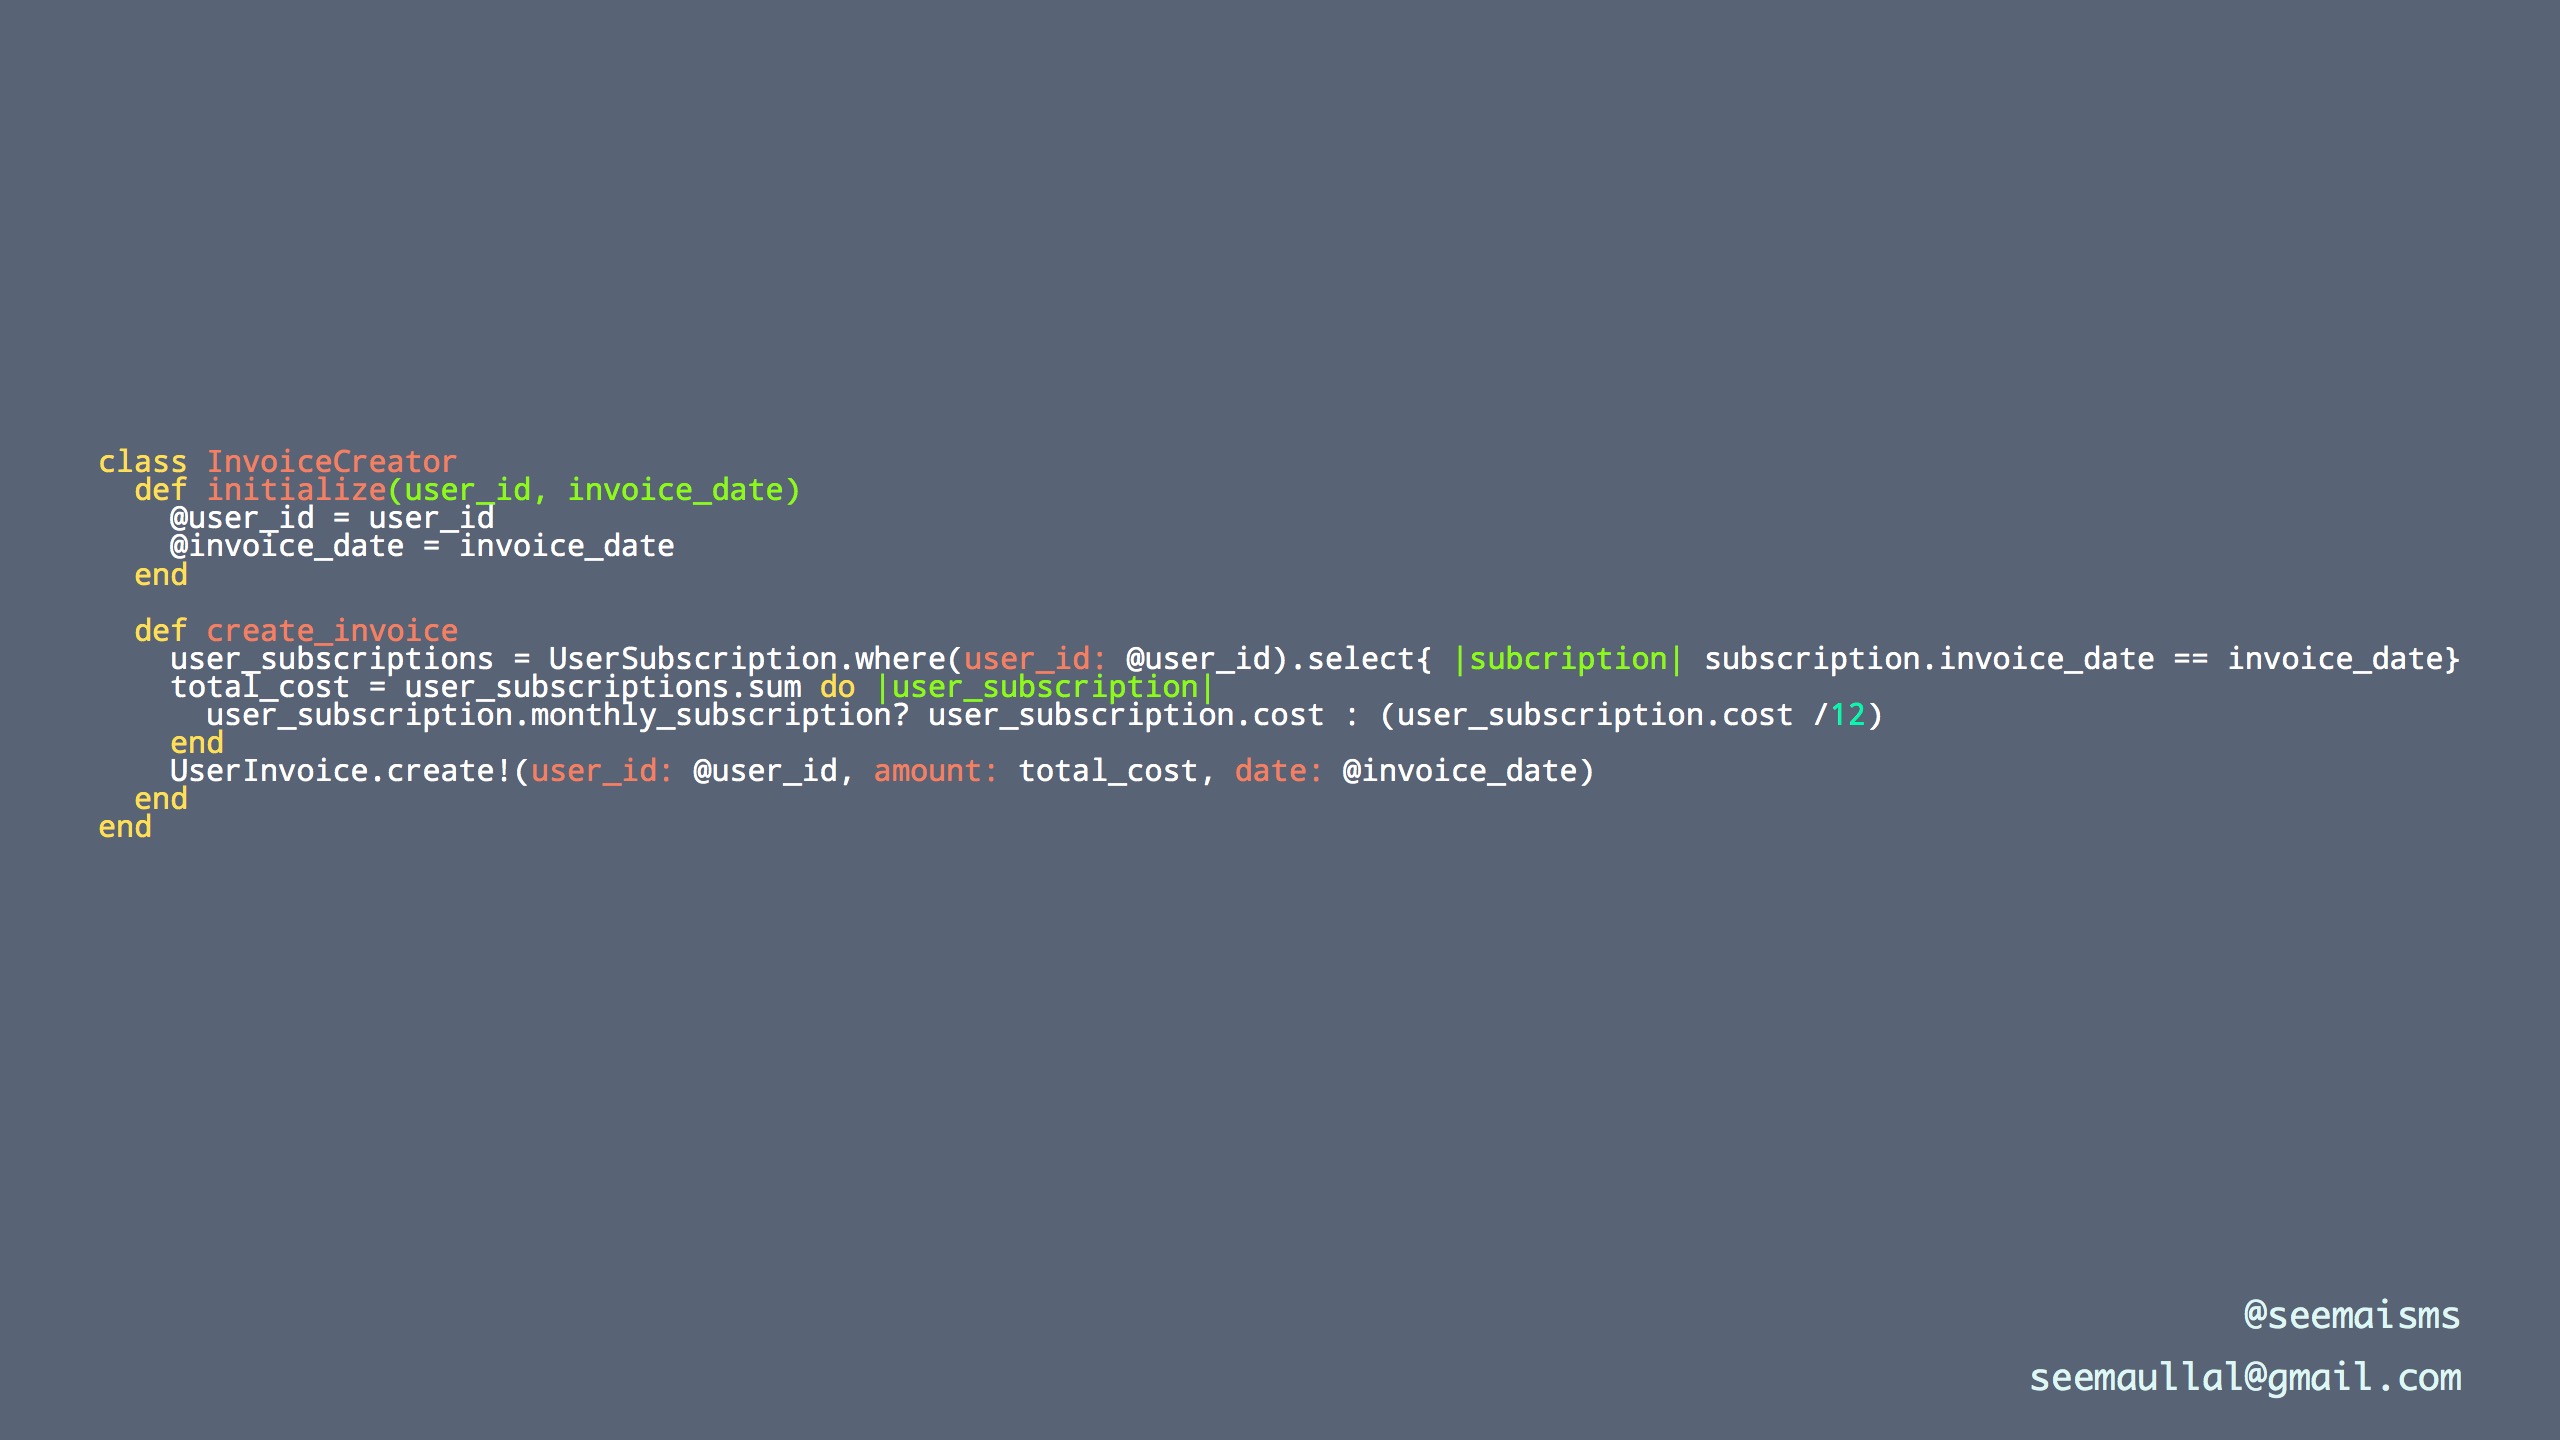 class InvoiceCreator
  def initialize(user_id, invoice_date)
    @user_id = user_id
    @invoice_date = invoice_date
  end

  def create_invoice
    user_subscriptions = UserSubscription.where(user_id: @user_id).select{ |subcription| subscription.invoice_date == invoice_date}
    total_cost = user_subscriptions.sum do |user_subscription|
      user_subscription.monthly_subscription? user_subscription.cost : (user_subscription.cost /12)
    end
    UserInvoice.create!(user_id: @user_id, amount: total_cost, date: @invoice_date)
  end
end
@seemaisms
seemaullal@gmail.com